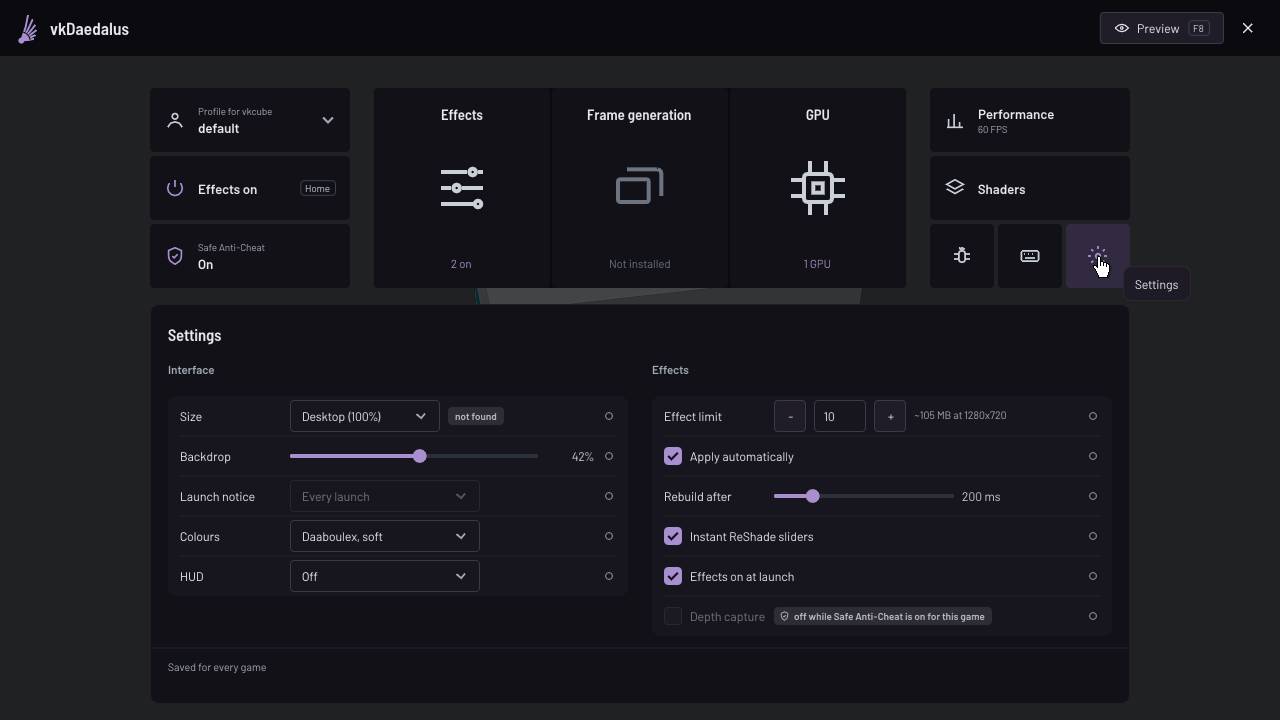 vkDaedalus
Preview F8
Profile for vkcube
default
Effects on Home
Safe Anti-Cheat
On
Effects
2 on
Frame generation
Not installed
GPU
1 GPU
Performance
60 FPS
Shaders
Settings
Settings
Interface
Size Desktop (100%) not found
Backdrop 42%
Launch notice Every launch
Colours Daaboulex, soft
HUD Off
Effects
Effect limit - 10 + ~105 MB at 1280x720
Apply automatically
Rebuild after 200 ms
Instant ReShade sliders
Effects on at launch
Depth capture off while Safe Anti-Cheat is on for this game
Saved for every game